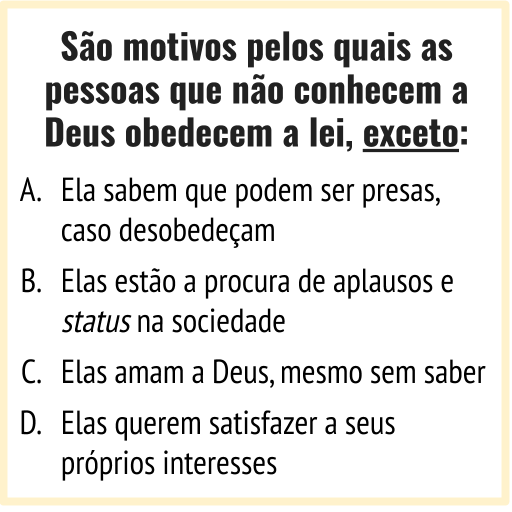 São motivos pelos quais as
pessoas que não conhecem a
Deus obedecem a lei, exceto:
A. Ela sabem que podem ser presas,
caso desobedeçam
B. Elas estão a procura de aplausos e
status na sociedade
C. Elas amam a Deus, mesmo sem saber
D. Elas querem satisfazer a seus
próprios interesses